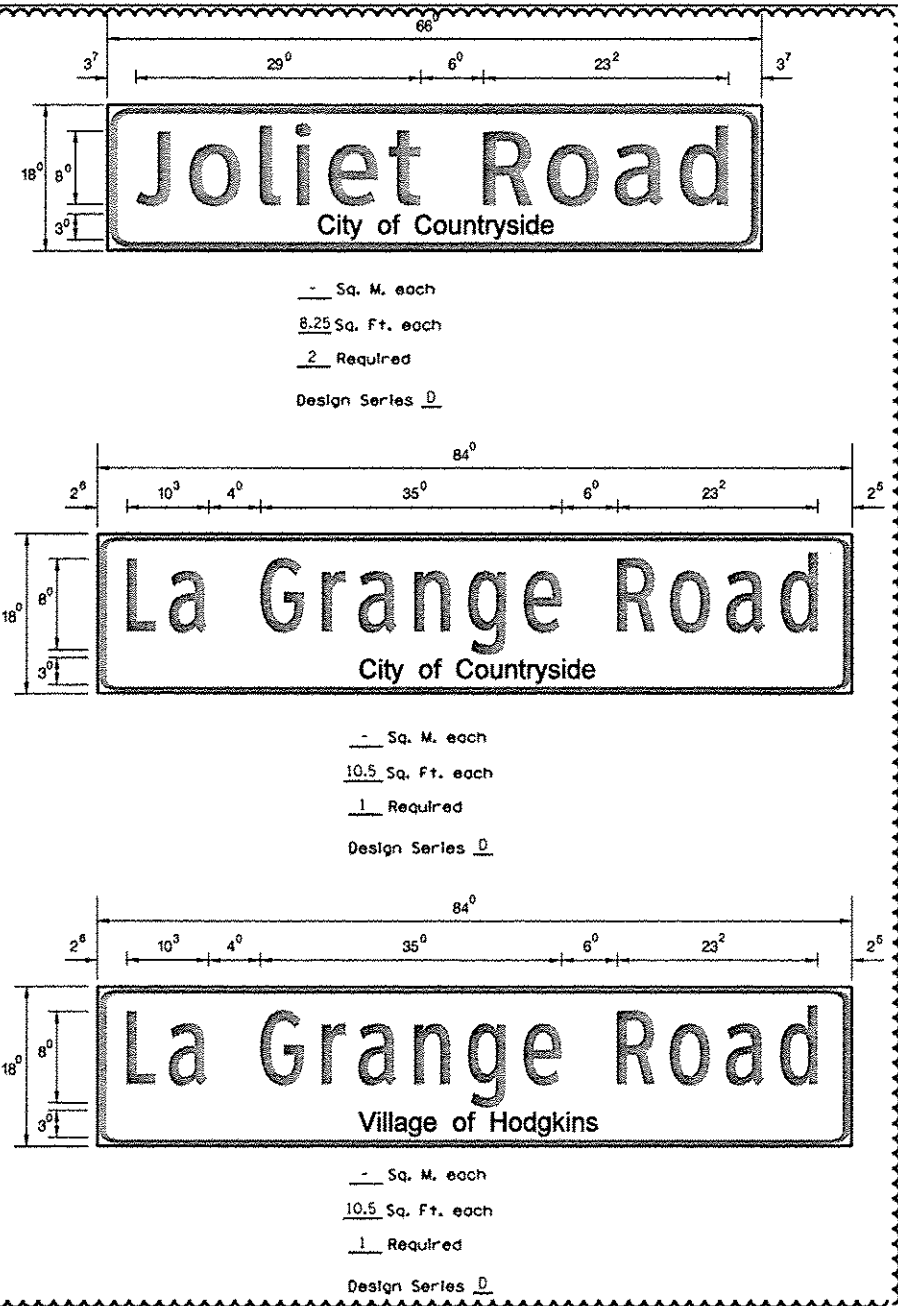 66⁰
3⁷ 29⁰ 6⁰ 23² 3⁷
18⁰ 8⁰ 3⁰
Joliet Road
City of Countryside
- Sq. M. each
8.25 Sq. Ft. each
2 Required
Design Series D
84⁰
2⁶ 10³ 4⁰ 35⁰ 6⁰ 23² 2⁵
18⁰ 8⁰ 3⁰
La Grange Road
City of Countryside
- Sq. M. each
10.5 Sq. Ft. each
1 Required
Design Series D
84⁰
2⁶ 10³ 4⁰ 35⁰ 6⁰ 23² 2⁵
18⁰ 8⁰ 3⁰
La Grange Road
Village of Hodgkins
- Sq. M. each
10.5 Sq. Ft. each
1 Required
Design Series D